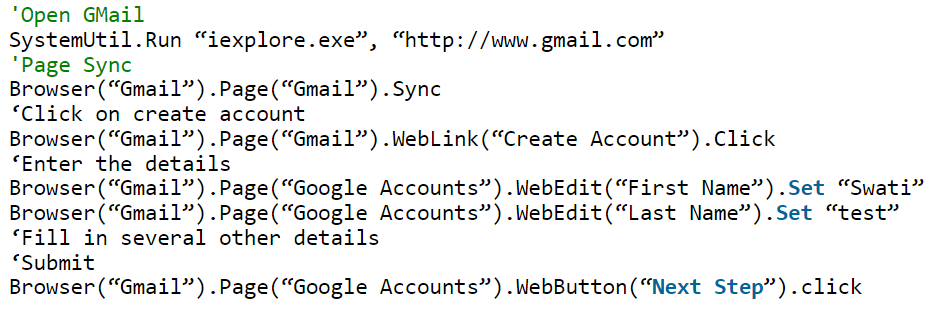 'Open GMail
SystemUtil.Run “iexplore.exe”, “http://www.gmail.com”
'Page Sync
Browser(“Gmail”).Page(“Gmail”).Sync
‘Click on create account
Browser(“Gmail”).Page(“Gmail”).WebLink(“Create Account”).Click
‘Enter the details
Browser(“Gmail”).Page(“Google Accounts”).WebEdit(“First Name”).Set “Swati”
Browser(“Gmail”).Page(“Google Accounts”).WebEdit(“Last Name”).Set “test”
‘Fill in several other details
‘Submit
Browser(“Gmail”).Page(“Google Accounts”).WebButton(“Next Step”).click